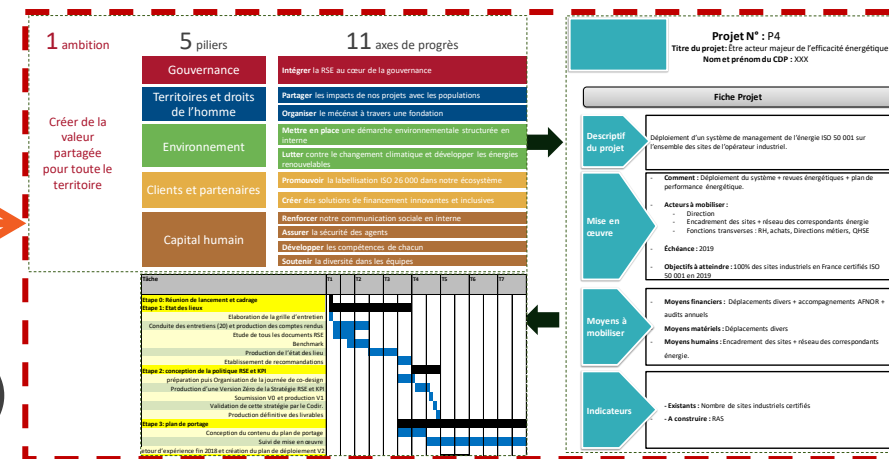 1 ambition
5 piliers
11 axes de progrès
Créer de la
valeur
partagée
pour toute le
territoire
Gouvernance
Intégrer la RSE au cœur de la gouvernance
Territoires et droits
de l'homme
Partager les impacts de nos projets avec les populations
Organiser le mécénat à travers une fondation
Environnement
Mettre en place une démarche environnementale structurée en
interne
Lutter contre le changement climatique et développer les énergies
renouvelables
Clients et partenaires
Promouvoir la labellisation ISO 26 000 dans notre écosystème
Créer des solutions de financement innovantes et inclusives
Capital humain
Renforcer notre communication sociale en interne
Assurer la sécurité des agents
Développer les compétences de chacun
Soutenir la diversité dans les équipes
Tâche T1 T2 T3 T4 T5 T6 T7
Etape 0: Réunion de lancement et cadrage
Etape 1: Etat des lieux
Elaboration de la grille d'entretien
Conduite des entretiens (20) et production des comptes rendus
Etude de tous les documents RSE
Benchmark
Production de l'état des lieu
Etablissement de recommandations
Etape 2: conception de la politique RSE et KPI
préparation puis Organisation de la journée de co-design
Production d'une Version Zéro de la Stratégie RSE et KPI
Soumission V0 et production V1
Validation de cette stratégie par le Codir.
Production définitive des livrables
Etape 3: plan de portage
Conception du contenu du plan de portage
Suivi de mise en œuvre
etour d'expérience fin 2018 et création du plan de déploiement V2
Projet N° : P4
Titre du projet: Être acteur majeur de l'efficacité énergétique
Nom et prénom du CDP : XXX
Fiche Projet
Descriptif
du projet
Déploiement d'un système de management de l'énergie ISO 50 001 sur
l'ensemble des sites de l'opérateur industriel.
Mise en
œuvre
- Comment : Déploiement du système + revues énergétiques + plan de
performance énergétique.
- Acteurs à mobiliser :
- Direction
- Encadrement des sites + réseau des correspondants énergie
- Fonctions transverses : RH, achats, Directions métiers, QHSE
- Échéance : 2019
- Objectifs à atteindre : 100% des sites industriels en France certifiés ISO
50 001 en 2019
Moyens à
mobiliser
- Moyens financiers : Déplacements divers + accompagnements AFNOR +
audits annuels
- Moyens matériels : Déplacements divers
- Moyens humains : Encadrement des sites + réseau des correspondants
énergie.
Indicateurs
- - Existants : Nombre de sites industriels certifiés
- - A construire : RAS